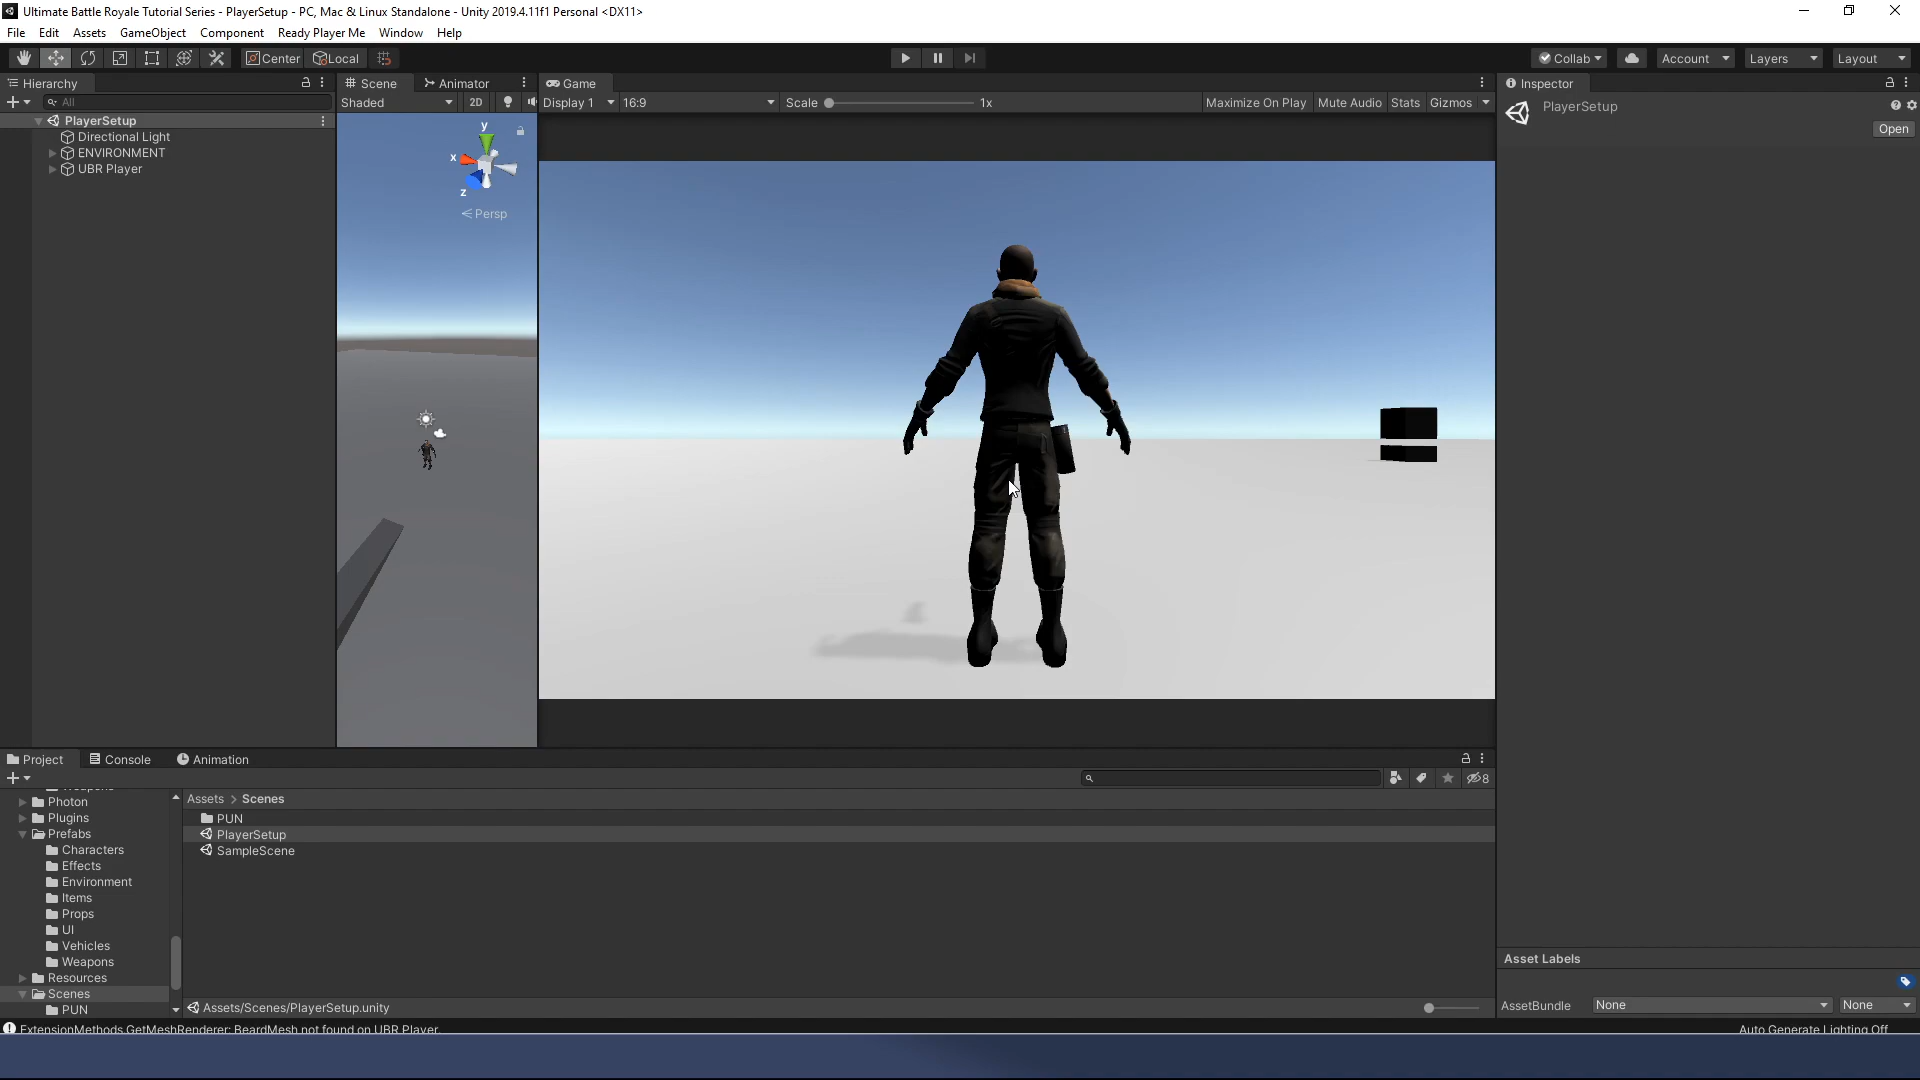 Ultimate Battle Royale Tutorial Series - PlayerSetup - PC, Mac & Linux Standalone - Unity 2019.4.11f1 Personal <DX11>
File Edit Assets GameObject Component Ready Player Me Window Help
Center Local Collab Account Layers Layout
Hierarchy Scene Animator Game Inspector
All Shaded 2D Display 1 16:9 Scale 1x Maximize On Play Mute Audio Stats Gizmos
PlayerSetup
Open
PlayerSetup
Directional Light
ENVIRONMENT
UBR Player
y
x
z
Persp
Project Console Animation
8
Assets > Scenes
PUN
PlayerSetup
SampleScene
Photon
Plugins
Prefabs
Characters
Effects
Environment
Items
Props
UI
Vehicles
Weapons
Resources
Scenes
PUN
Assets/Scenes/PlayerSetup.unity
Asset Labels
AssetBundle None None
ExtensionMethods.GetMeshRenderer: BeardMesh not found on UBR Player.
Auto Generate Lighting Off